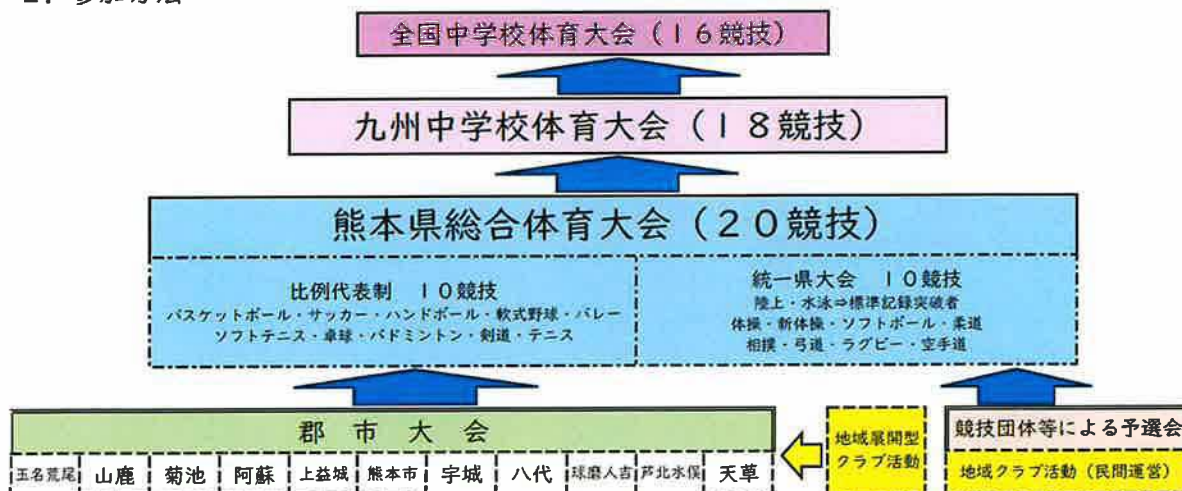 全国中学校体育大会（１６競技）
九州中学校体育大会（１８競技）
熊本県総合体育大会（２０競技）
比例代表制　１０競技
バスケットボール・サッカー・ハンドボール・軟式野球・バレー
ソフトテニス・卓球・バドミントン・剣道・テニス
統一県大会　１０競技
陸上・水泳⇒標準記録突破者
体操・新体操・ソフトボール・柔道
相撲・弓道・ラグビー・空手道
郡市大会
玉名荒尾　山鹿　菊池　阿蘇　上益城　熊本市　宇城　八代　球磨人吉　芦北水俣　天草
地域展開型
クラブ活動
競技団体等による予選会
地域クラブ活動（民間運営）